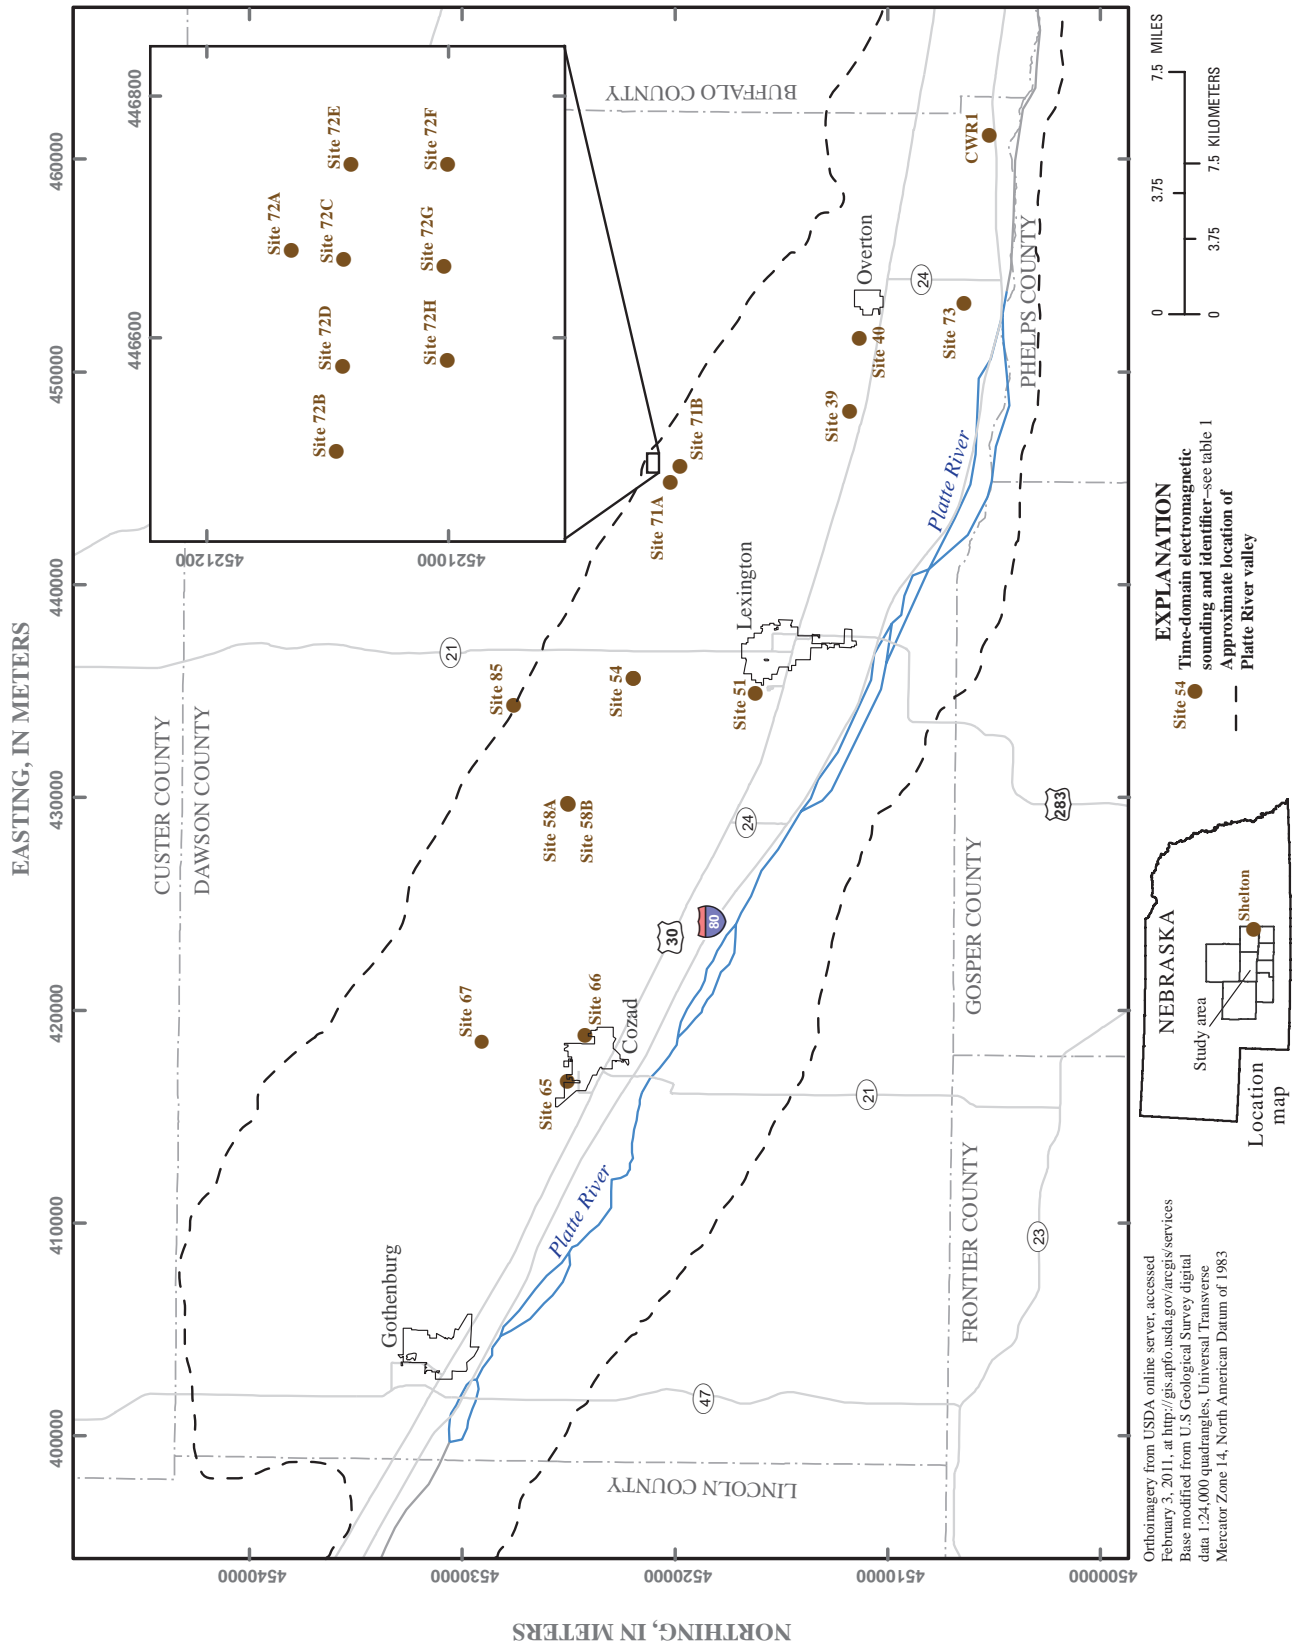 EASTING, IN METERS
400000
410000
420000
430000
440000
450000
460000
NORTHING, IN METERS
4540000
4530000
4520000
4510000
4500000
CUSTER COUNTY
DAWSON COUNTY
LINCOLN COUNTY
BUFFALO COUNTY
FRONTIER COUNTY
GOSPER COUNTY
PHELPS COUNTY
446600
446800
4521200
4521000
Site 72A
Site 72B
Site 72D
Site 72C
Site 72E
Site 72H
Site 72G
Site 72F
Gothenburg
Cozad
Lexington
Overton
Site 67
Site 66
Site 65
Site 58A
Site 58B
Site 85
Site 54
Site 51
Site 71A
Site 71B
Site 39
Site 40
Site 73
CWR1
Platte River
Platte River
47
23
21
21
24
24
30
80
283
Orthoimagery from USDA online server, accessed
February 3, 2011, at http://gis.apfo.usda.gov/arcgis/services
Base modified from U.S Geological Survey digital
data 1:24,000 quadrangles, Universal Transverse
Mercator Zone 14, North American Datum of 1983
NEBRASKA
Study area
Shelton
Location
map
EXPLANATION
Site 54
Time-domain electromagnetic
sounding and identifier–see table 1
Approximate location of
Platte River valley
0 3.75 7.5 MILES
0 3.75 7.5 KILOMETERS